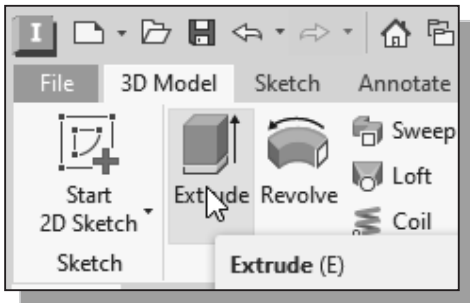 I
File 3D Model Sketch Annotate
Start
2D Sketch
Extrude Revolve
Sweep
Loft
Coil
Sketch
Extrude (E)